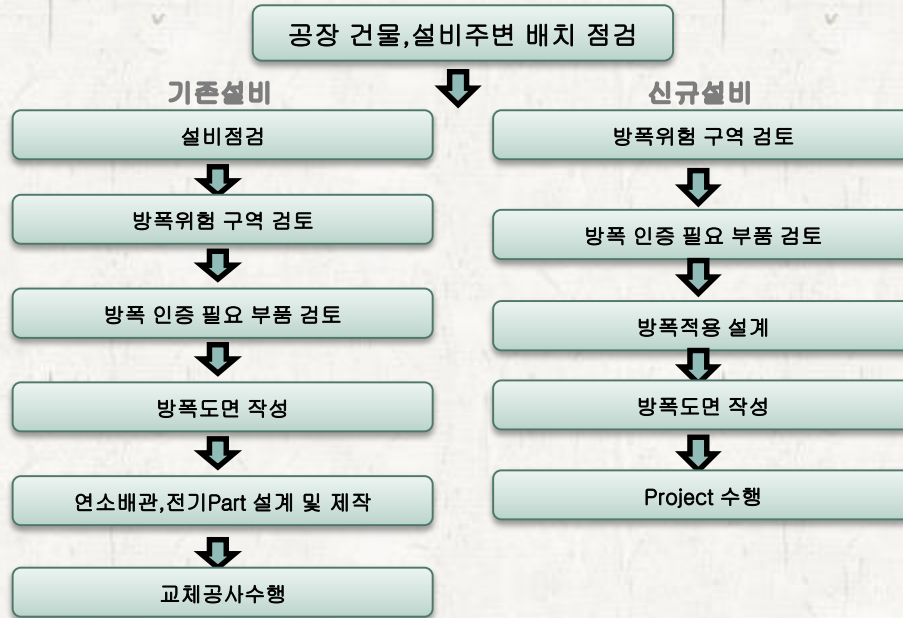 공장 건물,설비주변 배치 점검
기존설비
설비점검
방폭위험 구역 검토
방폭 인증 필요 부품 검토
방폭도면 작성
연소배관,전기Part 설계 및 제작
교체공사수행
신규설비
방폭위험 구역 검토
방폭 인증 필요 부품 검토
방폭적용 설계
방폭도면 작성
Project 수행